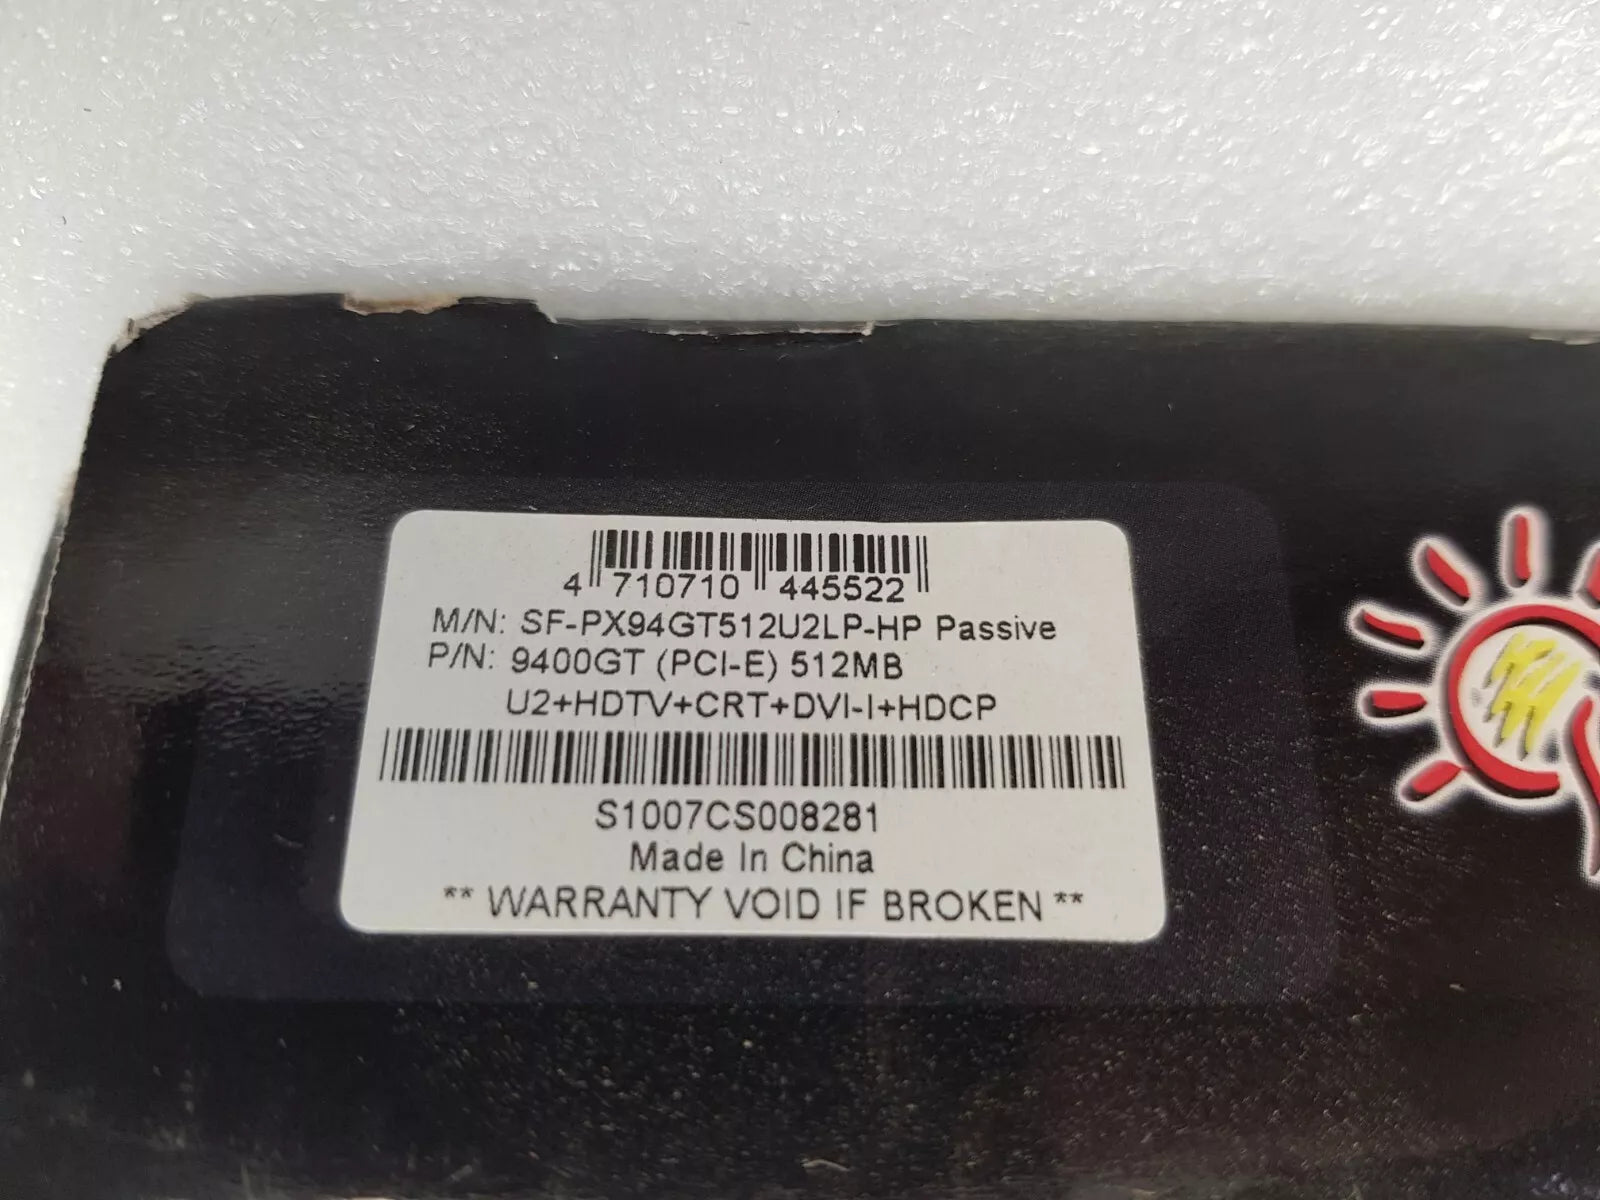 4 710710 445522
M/N: SF-PX94GT512U2LP-HP Passive
P/N: 9400GT (PCI-E) 512MB
U2+HDTV+CRT+DVI-I+HDCP
S1007CS008281
Made In China
** WARRANTY VOID IF BROKEN **